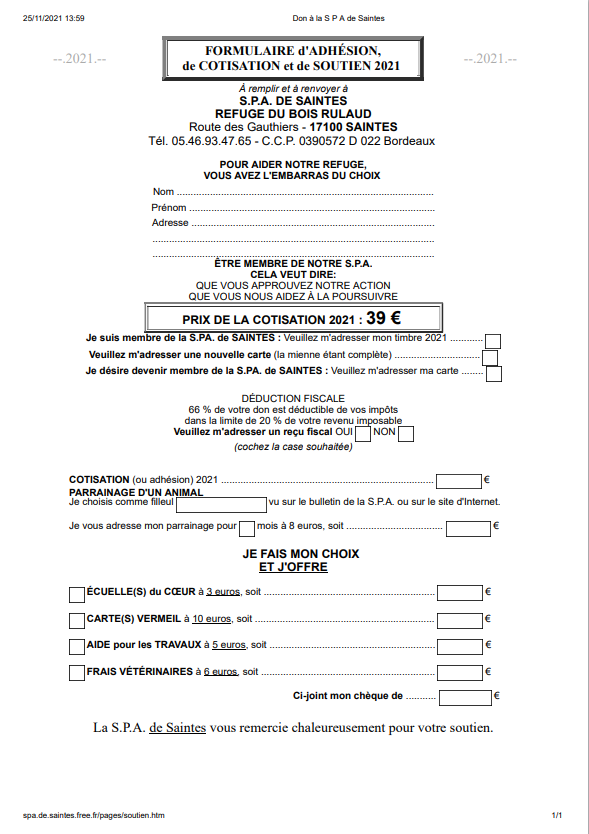 25/11/2021 13:59
Don à la S P A de Saintes
--.2021.--
FORMULAIRE d'ADHÉSION,
de COTISATION et de SOUTIEN 2021
--.2021.--
À remplir et à renvoyer à
S.P.A. DE SAINTES
REFUGE DU BOIS RULAUD
Route des Gauthiers - 17100 SAINTES
Tél. 05.46.93.47.65 - C.C.P. 0390572 D 022 Bordeaux
POUR AIDER NOTRE REFUGE,
VOUS AVEZ L'EMBARRAS DU CHOIX
Nom ................................................................................................
Prénom ...........................................................................................
Adresse ..........................................................................................
.........................................................................................................
.........................................................................................................
ÊTRE MEMBRE DE NOTRE S.P.A.
CELA VEUT DIRE:
QUE VOUS APPROUVEZ NOTRE ACTION
QUE VOUS NOUS AIDEZ À LA POURSUIVRE
PRIX DE LA COTISATION 2021 : 39 €
Je suis membre de la S.P.A. de SAINTES : Veuillez m'adresser mon timbre 2021 ............
Veuillez m'adresser une nouvelle carte (la mienne étant complète) ................................
Je désire devenir membre de la S.P.A. de SAINTES : Veuillez m'adresser ma carte ........
DÉDUCTION FISCALE
66 % de votre don est déductible de vos impôts
dans la limite de 20 % de votre revenu imposable
Veuillez m'adresser un reçu fiscal OUI NON
(cochez la case souhaitée)
COTISATION (ou adhésion) 2021 ................................................................................ €
PARRAINAGE D'UN ANIMAL
Je choisis comme filleul vu sur le bulletin de la S.P.A. ou sur le site d'Internet.
Je vous adresse mon parrainage pour mois à 8 euros, soit .................................... €
JE FAIS MON CHOIX
ET J'OFFRE
ÉCUELLE(S) du CŒUR à 3 euros, soit ................................................................ €
CARTE(S) VERMEIL à 10 euros, soit .................................................................. €
AIDE pour les TRAVAUX à 5 euros, soit .............................................................. €
FRAIS VÉTÉRINAIRES à 6 euros, soit ................................................................. €
Ci-joint mon chèque de ........... €
La S.P.A. de Saintes vous remercie chaleureusement pour votre soutien.
spa.de.saintes.free.fr/pages/soutien.htm
1/1